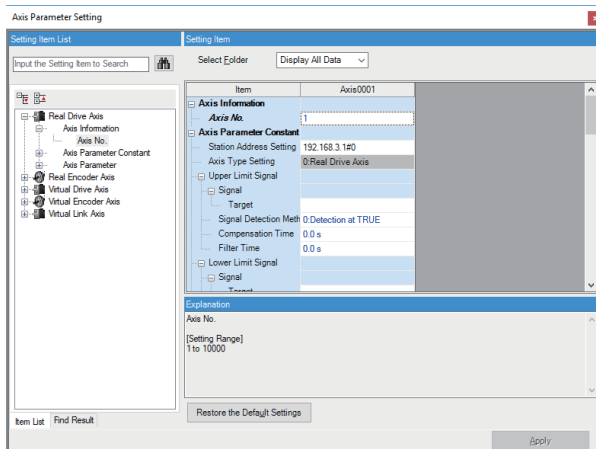 Axis Parameter Setting
Setting Item List
Input the Setting Item to Search
Real Drive Axis
Axis Information
Axis No.
Axis Parameter Constant
Axis Parameter
Real Encoder Axis
Virtual Drive Axis
Virtual Encoder Axis
Virtual Link Axis
Item List Find Result
Setting Item
Select Folder Display All Data
Item Axis0001
Axis Information
Axis No. 1
Axis Parameter Constant
Station Address Setting 192.168.3.1#0
Axis Type Setting 0:Real Drive Axis
Upper Limit Signal
Signal
Target
Signal Detection Meth 0:Detection at TRUE
Compensation Time 0.0 s
Filter Time 0.0 s
Lower Limit Signal
Signal
Target
Explanation
Axis No.
[Setting Range]
1 to 10000
Restore the Default Settings
Apply